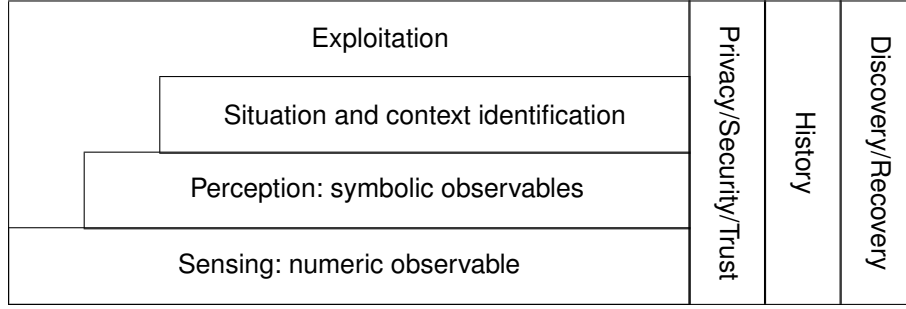 Exploitation
Situation and context identification
Perception: symbolic observables
Sensing: numeric observable
Privacy/Security/Trust
History
Discovery/Recovery